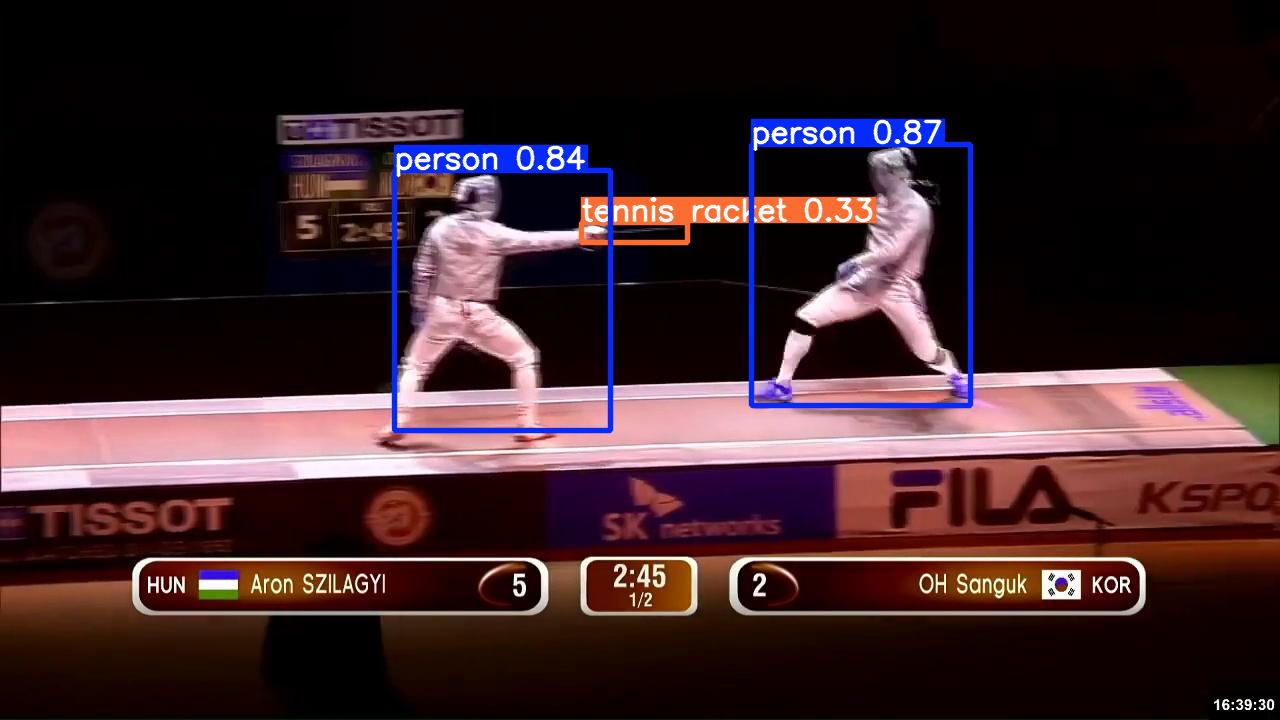 TISSOT
person 0.84
person 0.87
tennis racket 0.33
HUN
5
2:45
TISSOT
SK networks
FILA
KSPO
HUN Aron SZILAGYI 5
2:45
1/2
2 OH Sanguk KOR
16:39:30